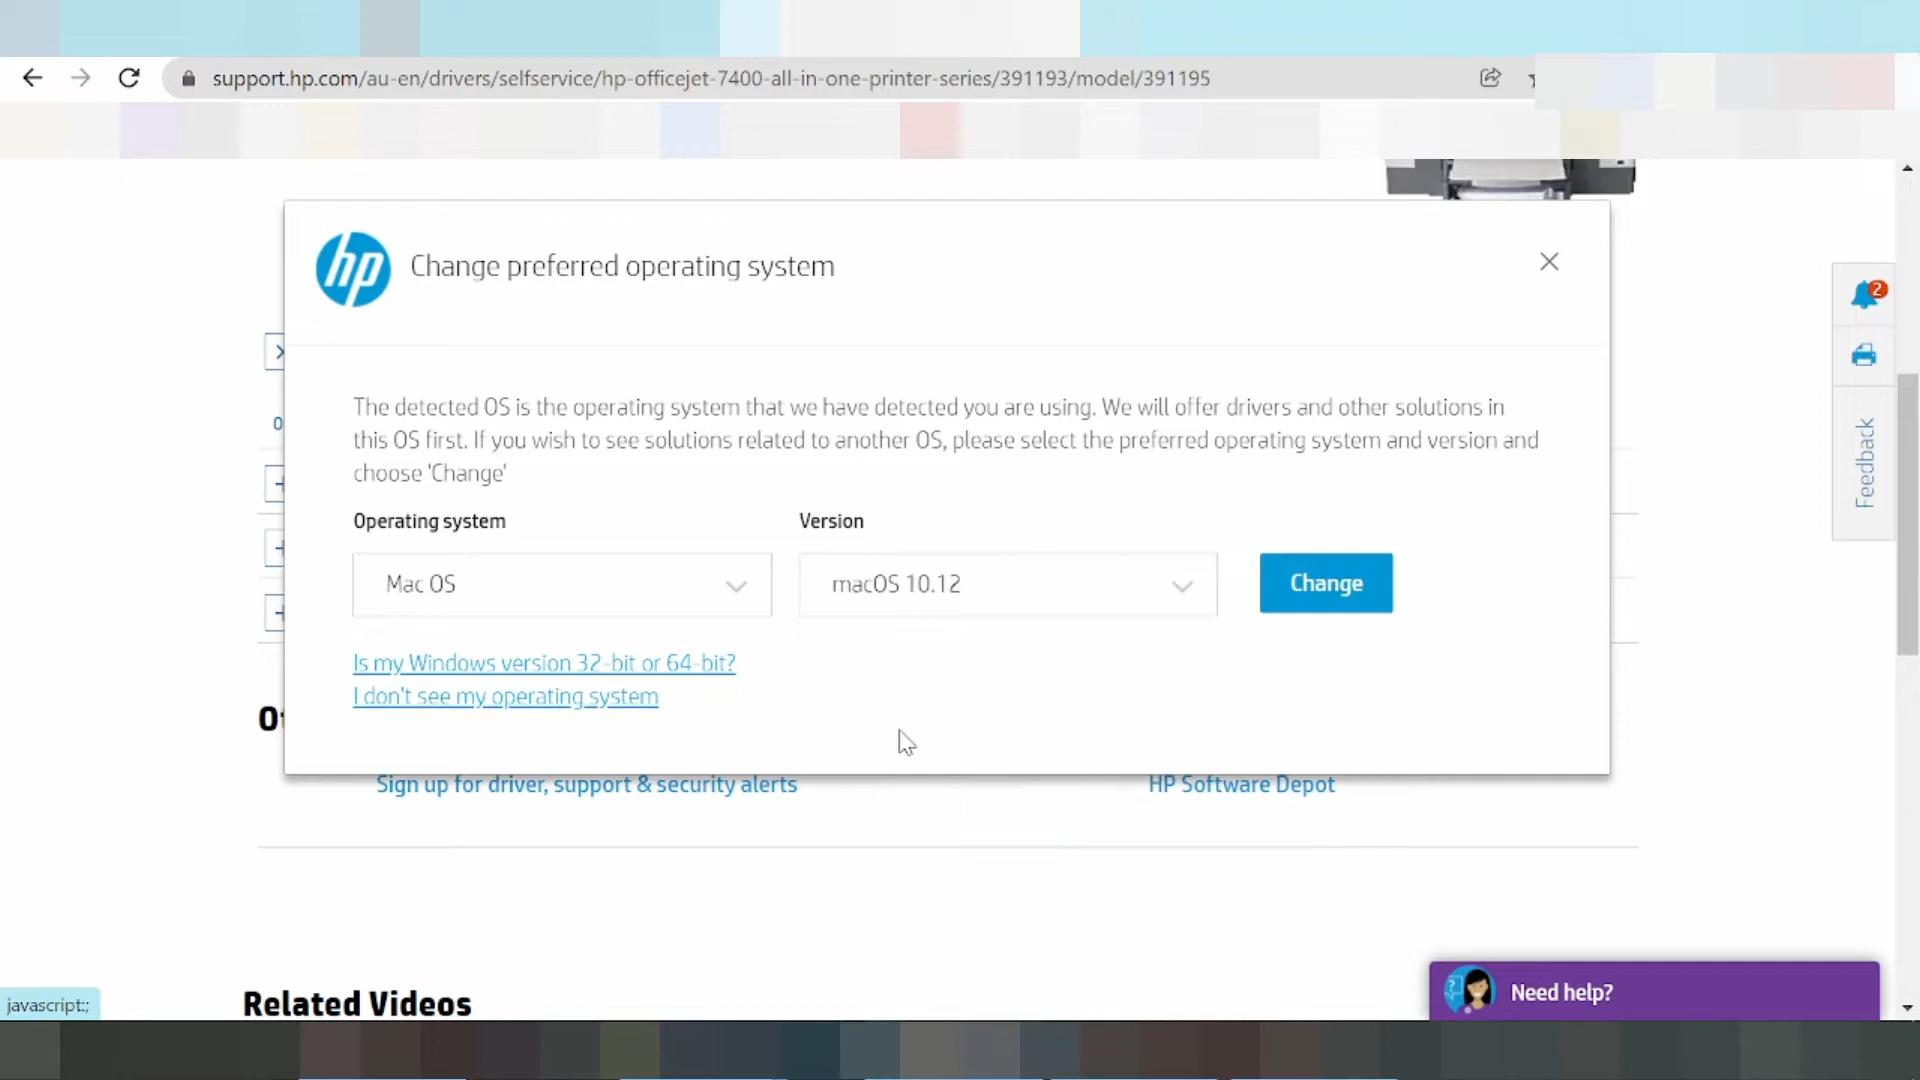 support.hp.com/au-en/drivers/selfservice/hp-officejet-7400-all-in-one-printer-series/391193/model/391195
hp
Change preferred operating system
2
The detected OS is the operating system that we have detected you are using. We will offer drivers and other solutions in
this OS first. If you wish to see solutions related to another OS, please select the preferred operating system and version and
choose 'Change'
Feedback
Operating system
Version
Mac OS
macOS 10.12
Change
Is my Windows version 32-bit or 64-bit?
I don't see my operating system
Sign up for driver, support & security alerts
HP Software Depot
Need help?
Related Videos
javascript:;